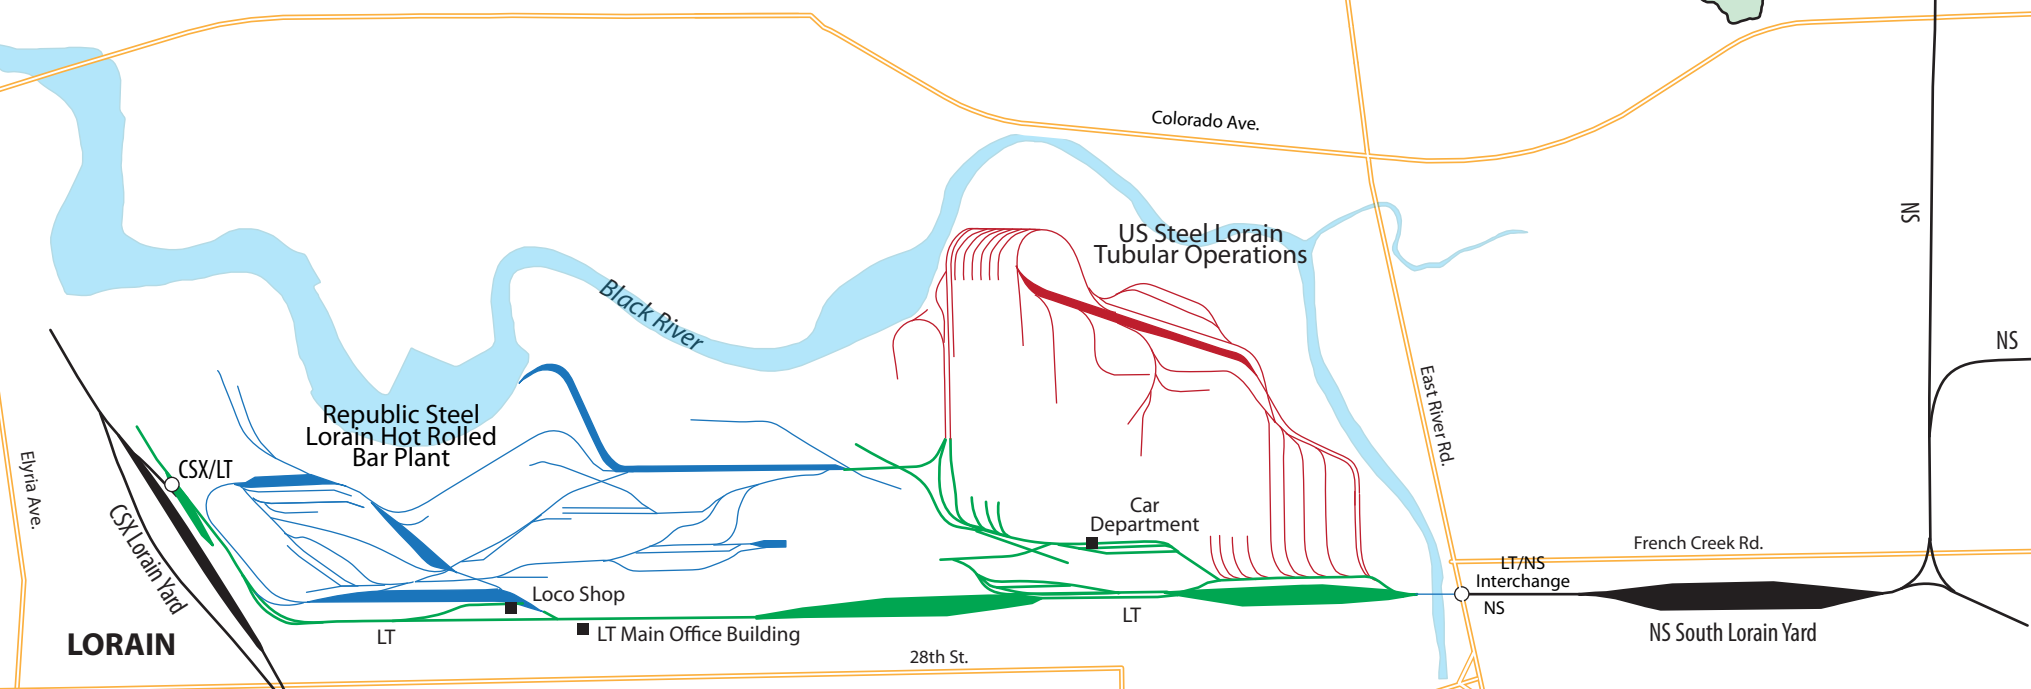 Colorado Ave.
NS
US Steel Lorain
Tubular Operations
Black River
NS
East River Rd.
Republic Steel
Lorain Hot Rolled
Bar Plant
CSX/LT
Elyria Ave.
CSX Lorain Yard
Car
Department
French Creek Rd.
LT/NS
Interchange
NS
Loco Shop
LT
LT
LT Main Office Building
NS South Lorain Yard
LORAIN
28th St.